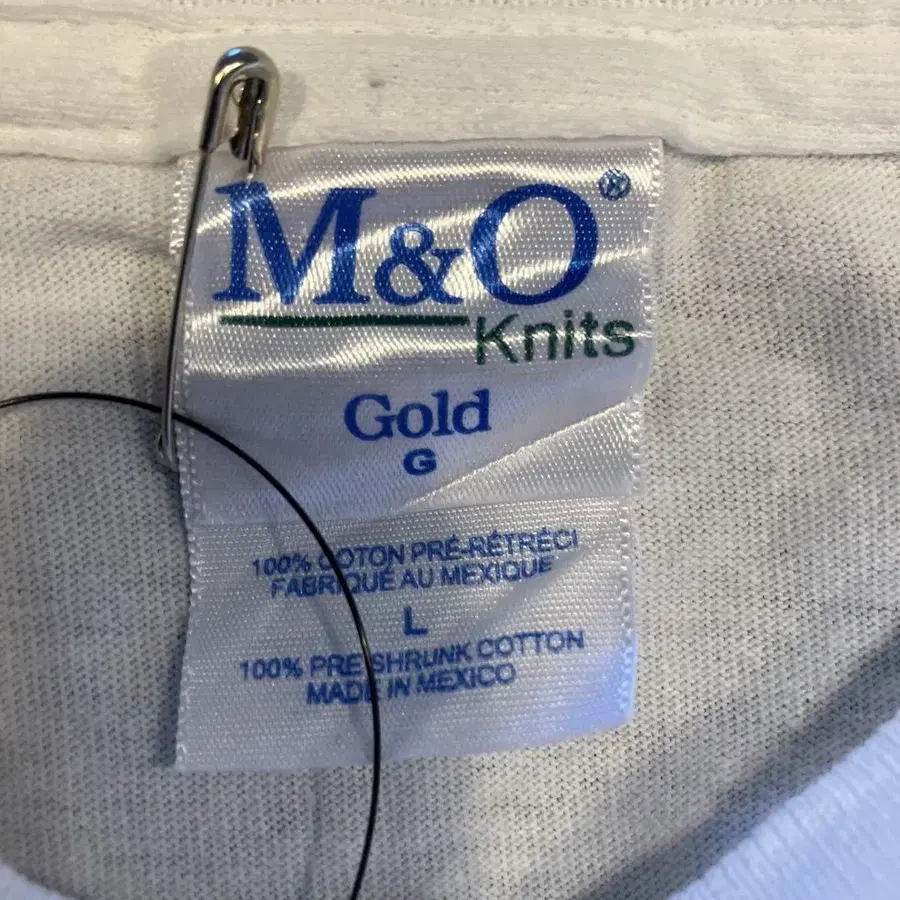 M&O®
Knits
Gold
G
100% COTON PRÉ-RÉTRÉCI
FABRIQUÉ AU MEXIQUE
L
100% PRE SHRUNK COTTON
MADE IN MEXICO